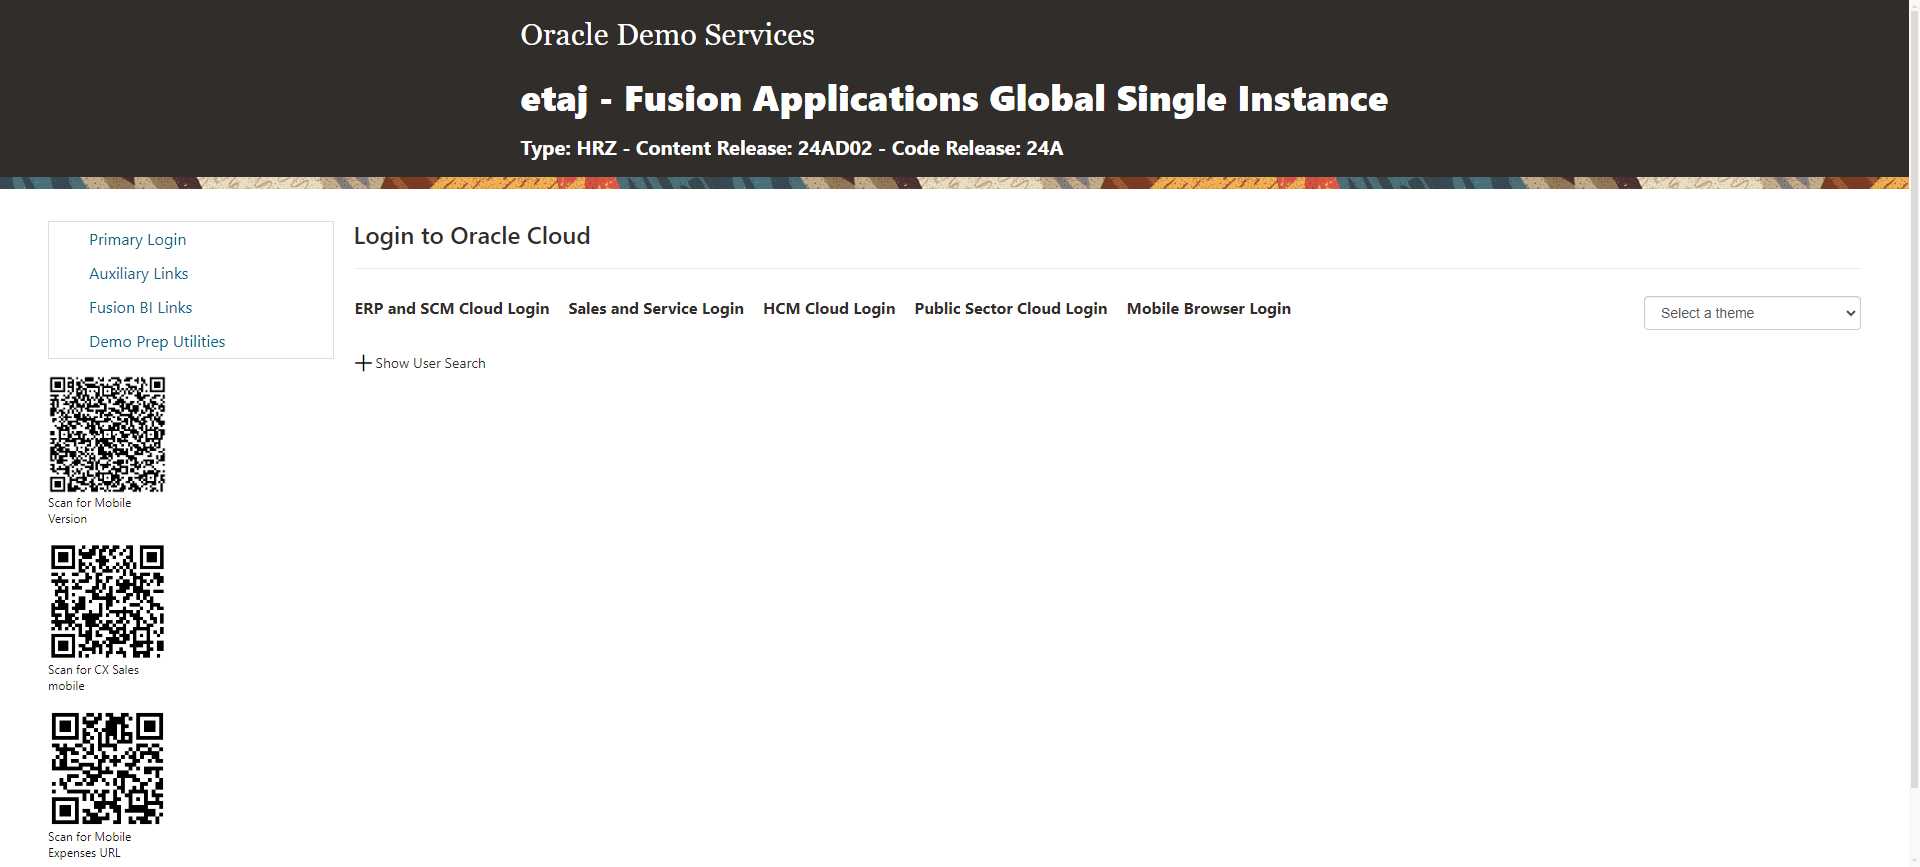 Oracle Demo Services
etaj - Fusion Applications Global Single Instance
Type: HRZ - Content Release: 24AD02 - Code Release: 24A
Primary Login
Auxiliary Links
Fusion BI Links
Demo Prep Utilities
Scan for Mobile
Version
Scan for CX Sales
mobile
Scan for Mobile
Expenses URL
Login to Oracle Cloud
ERP and SCM Cloud Login Sales and Service Login HCM Cloud Login Public Sector Cloud Login Mobile Browser Login
Select a theme
Show User Search